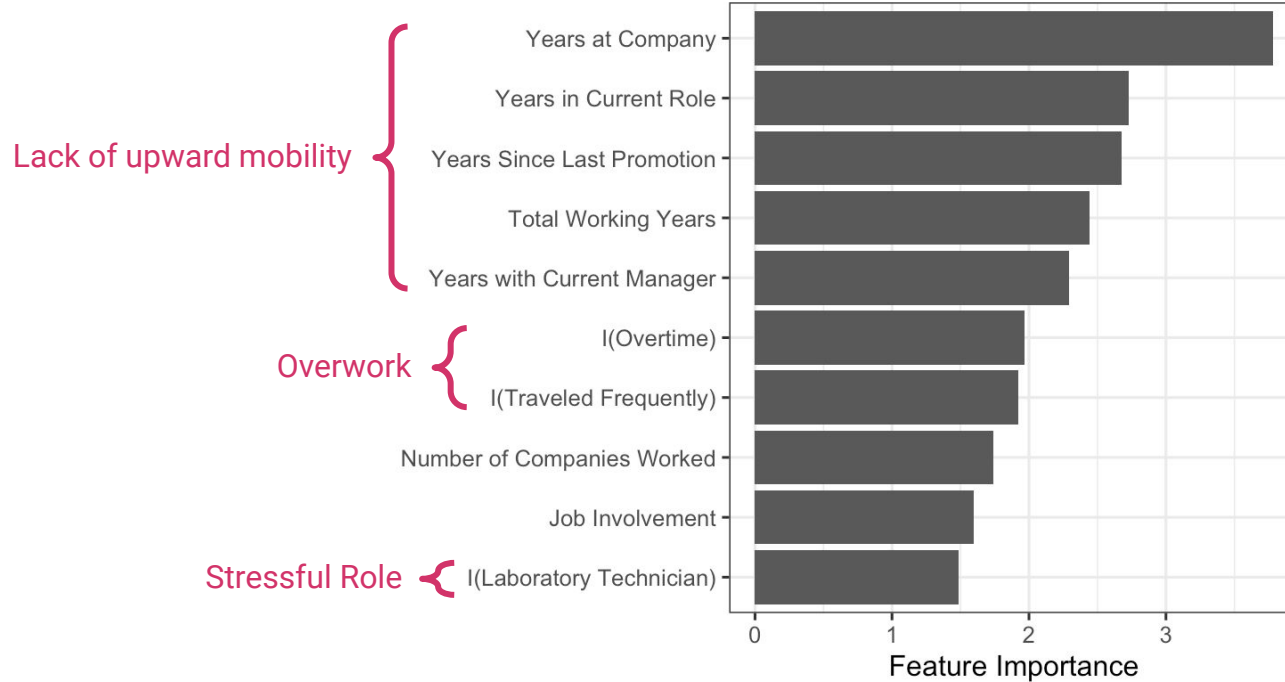 Years at Company
Years in Current Role
Lack of upward mobility
Years Since Last Promotion
Total Working Years
Years with Current Manager
I(Overtime)
Overwork
I(Traveled Frequently)
Number of Companies Worked
Job Involvement
Stressful Role
I(Laboratory Technician)
0 1 2 3
Feature Importance